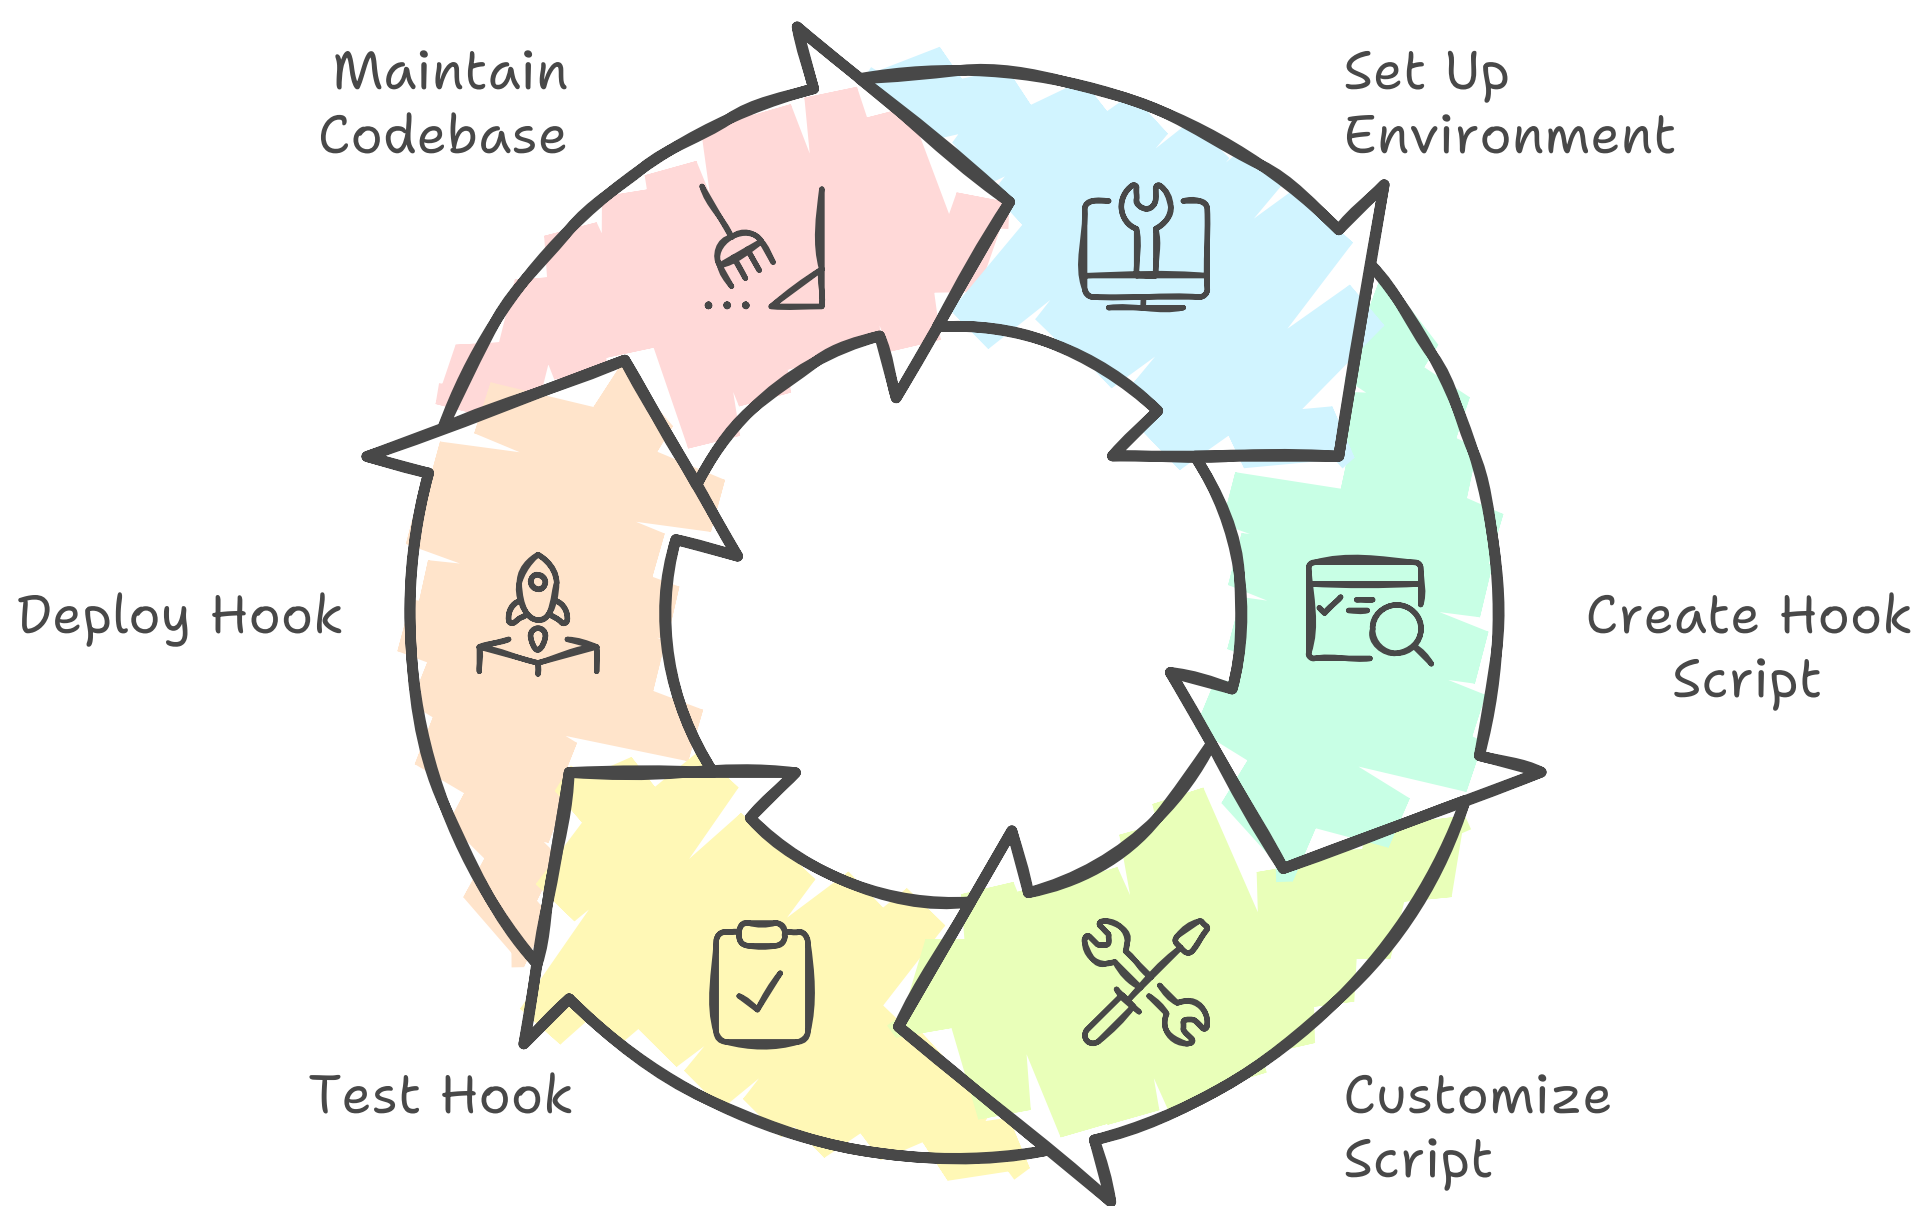 Maintain
Codebase
Set Up
Environment
Deploy Hook
Create Hook
Script
Test Hook
Customize
Script